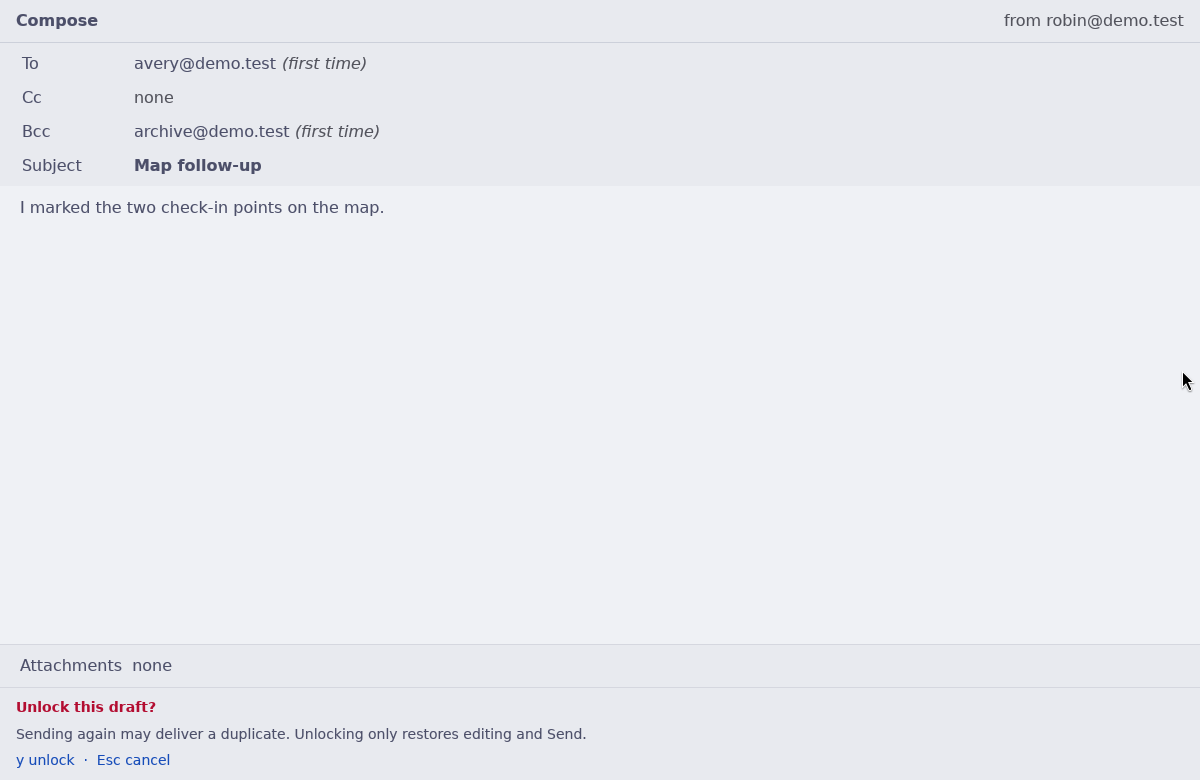 Compose from robin@demo.test
To avery@demo.test (first time)
Cc none
Bcc archive@demo.test (first time)
Subject Map follow-up
I marked the two check-in points on the map.
Attachments none
Unlock this draft?
Sending again may deliver a duplicate. Unlocking only restores editing and Send.
y unlock · Esc cancel